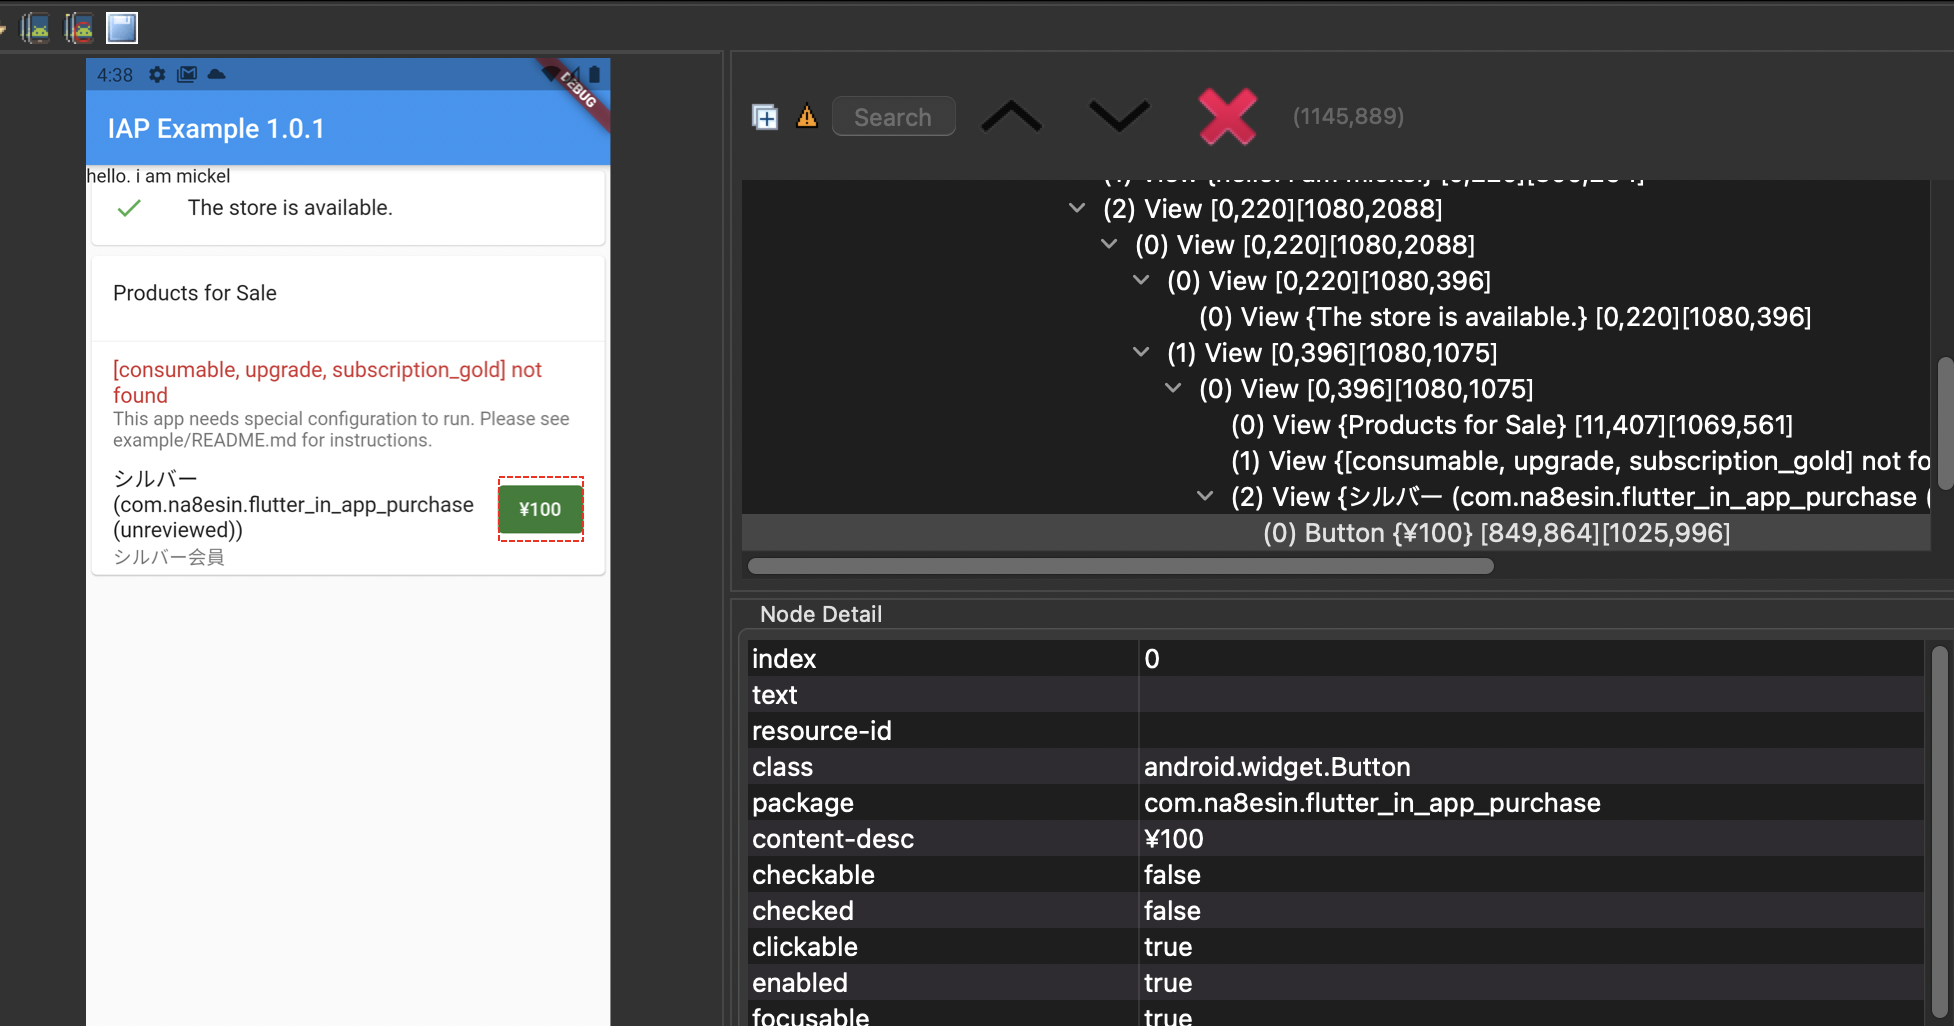 4:38
DEBUG
IAP Example 1.0.1
hello. i am mickel
The store is available.
Products for Sale
[consumable, upgrade, subscription_gold] not
found
This app needs special configuration to run. Please see
example/README.md for instructions.
シルバー
(com.na8esin.flutter_in_app_purchase
(unreviewed))
¥100
シルバー会員
Search
(1145,889)
(2) View [0,220][1080,2088]
(0) View [0,220][1080,2088]
(0) View [0,220][1080,396]
(0) View {The store is available.} [0,220][1080,396]
(1) View [0,396][1080,1075]
(0) View [0,396][1080,1075]
(0) View {Products for Sale} [11,407][1069,561]
(1) View {[consumable, upgrade, subscription_gold] not fo
(2) View {シルバー (com.na8esin.flutter_in_app_purchase (
(0) Button {¥100} [849,864][1025,996]
Node Detail
index 0
text
resource-id
class android.widget.Button
package com.na8esin.flutter_in_app_purchase
content-desc ¥100
checkable false
checked false
clickable true
enabled true
focusable true